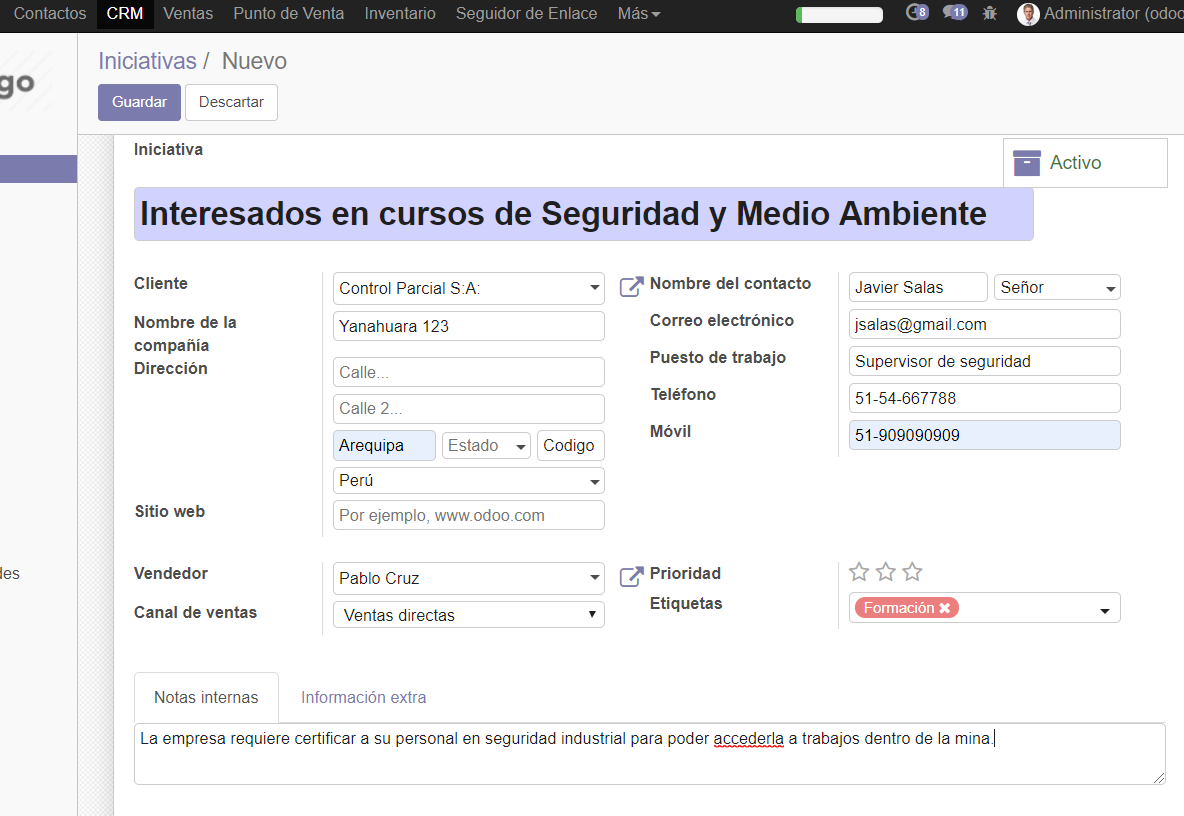 Contactos CRM Ventas Punto de Venta Inventario Seguidor de Enlace Más 8 11 Administrator (odoo
go
Iniciativas / Nuevo
Guardar Descartar
Iniciativa
Activo
Interesados en cursos de Seguridad y Medio Ambiente
Cliente Control Parcial S:A: Nombre del contacto Javier Salas Señor
Nombre de la compañía Yanahuara 123 Correo electrónico jsalas@gmail.com
Dirección Calle... Puesto de trabajo Supervisor de seguridad
Calle 2... Teléfono 51-54-667788
Arequipa Estado Codigo Móvil 51-909090909
Perú
Sitio web Por ejemplo, www.odoo.com
des
Vendedor Pablo Cruz Prioridad
Canal de ventas Ventas directas Etiquetas Formación
Notas internas Información extra
La empresa requiere certificar a su personal en seguridad industrial para poder accederla a trabajos dentro de la mina.